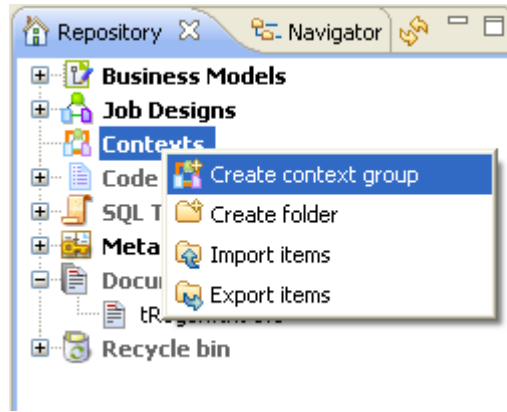 Repository Navigator
Business Models
Job Designs
Contexts
Create context group
Code
Create folder
SQL T
Import items
Meta
Export items
Docu
Recycle bin